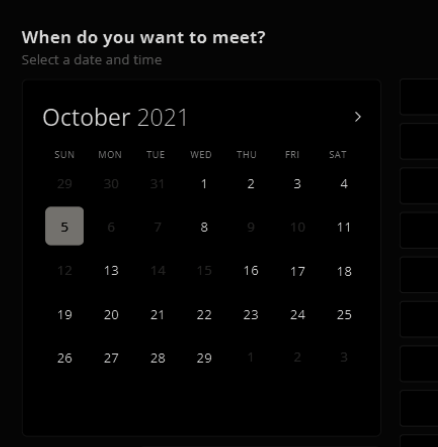 When do you want to meet?
Select a date and time
October 2021 >
SUN MON TUE WED THU FRI SAT
29 30 31 1 2 3 4
5 6 7 8 9 10 11
12 13 14 15 16 17 18
19 20 21 22 23 24 25
26 27 28 29 1 2 3